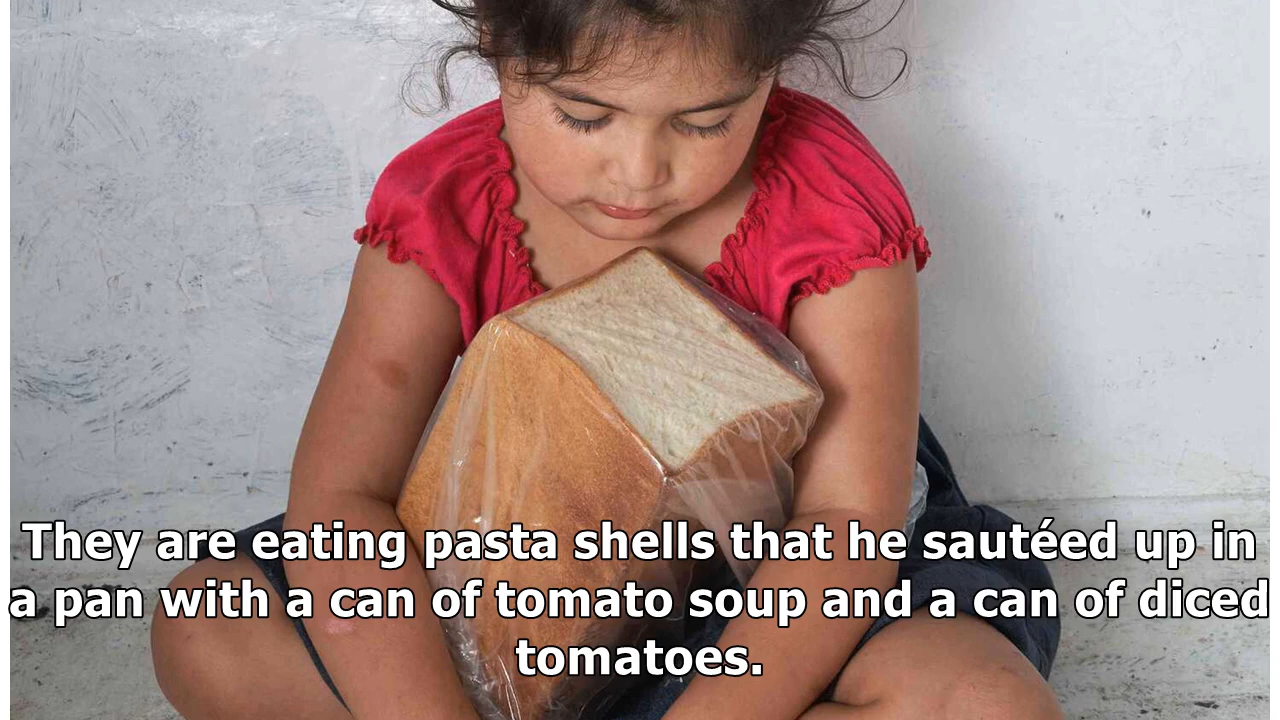 They are eating pasta shells that he sautéed up in
a pan with a can of tomato soup and a can of diced
tomatoes.